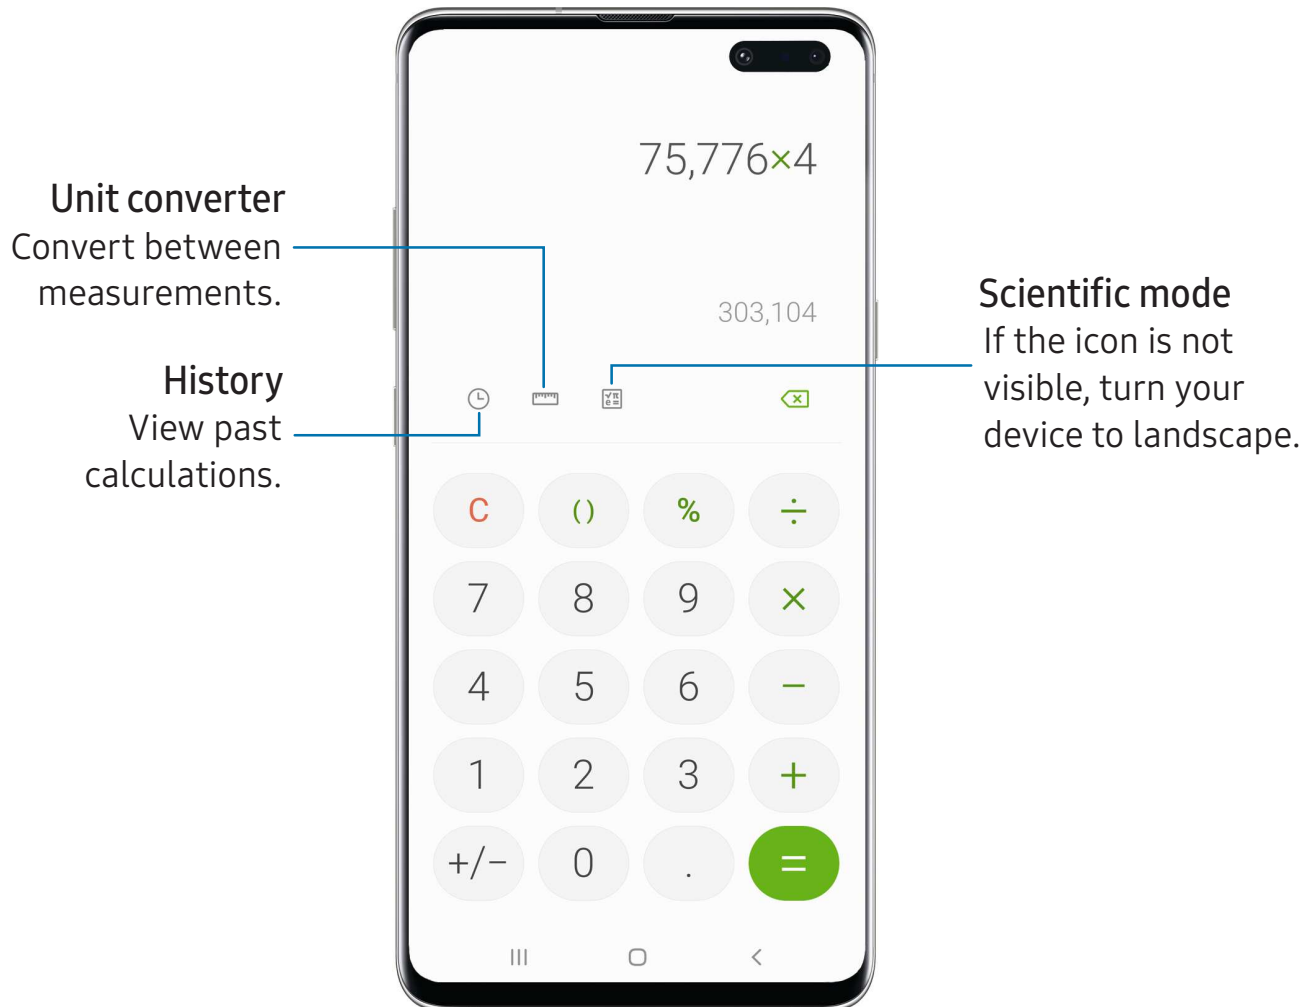 75,776×4
Unit converter
Convert between
measurements.
303,104
Scientific mode
If the icon is not
visible, turn your
device to landscape.
History
View past
calculations.
√π
e=
C
()
%
÷
7
8
9
×
4
5
6
−
1
2
3
+
+/−
0
.
=